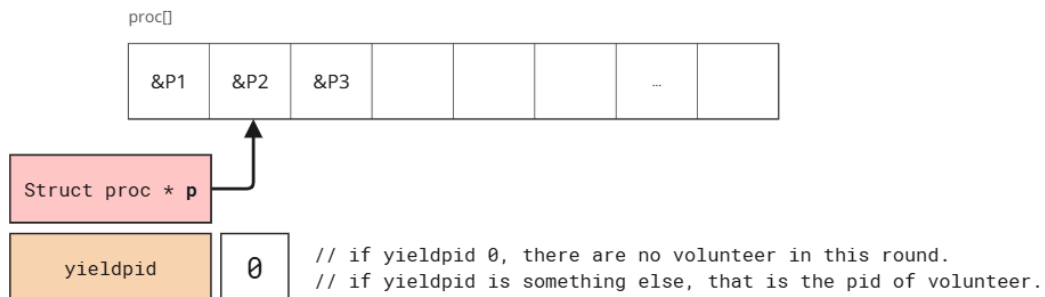 proc[]
&P1 &P2 &P3 ...
Struct proc * p
yieldpid 0 // if yieldpid 0, there are no volunteer in this round.
// if yieldpid is something else, that is the pid of volunteer.